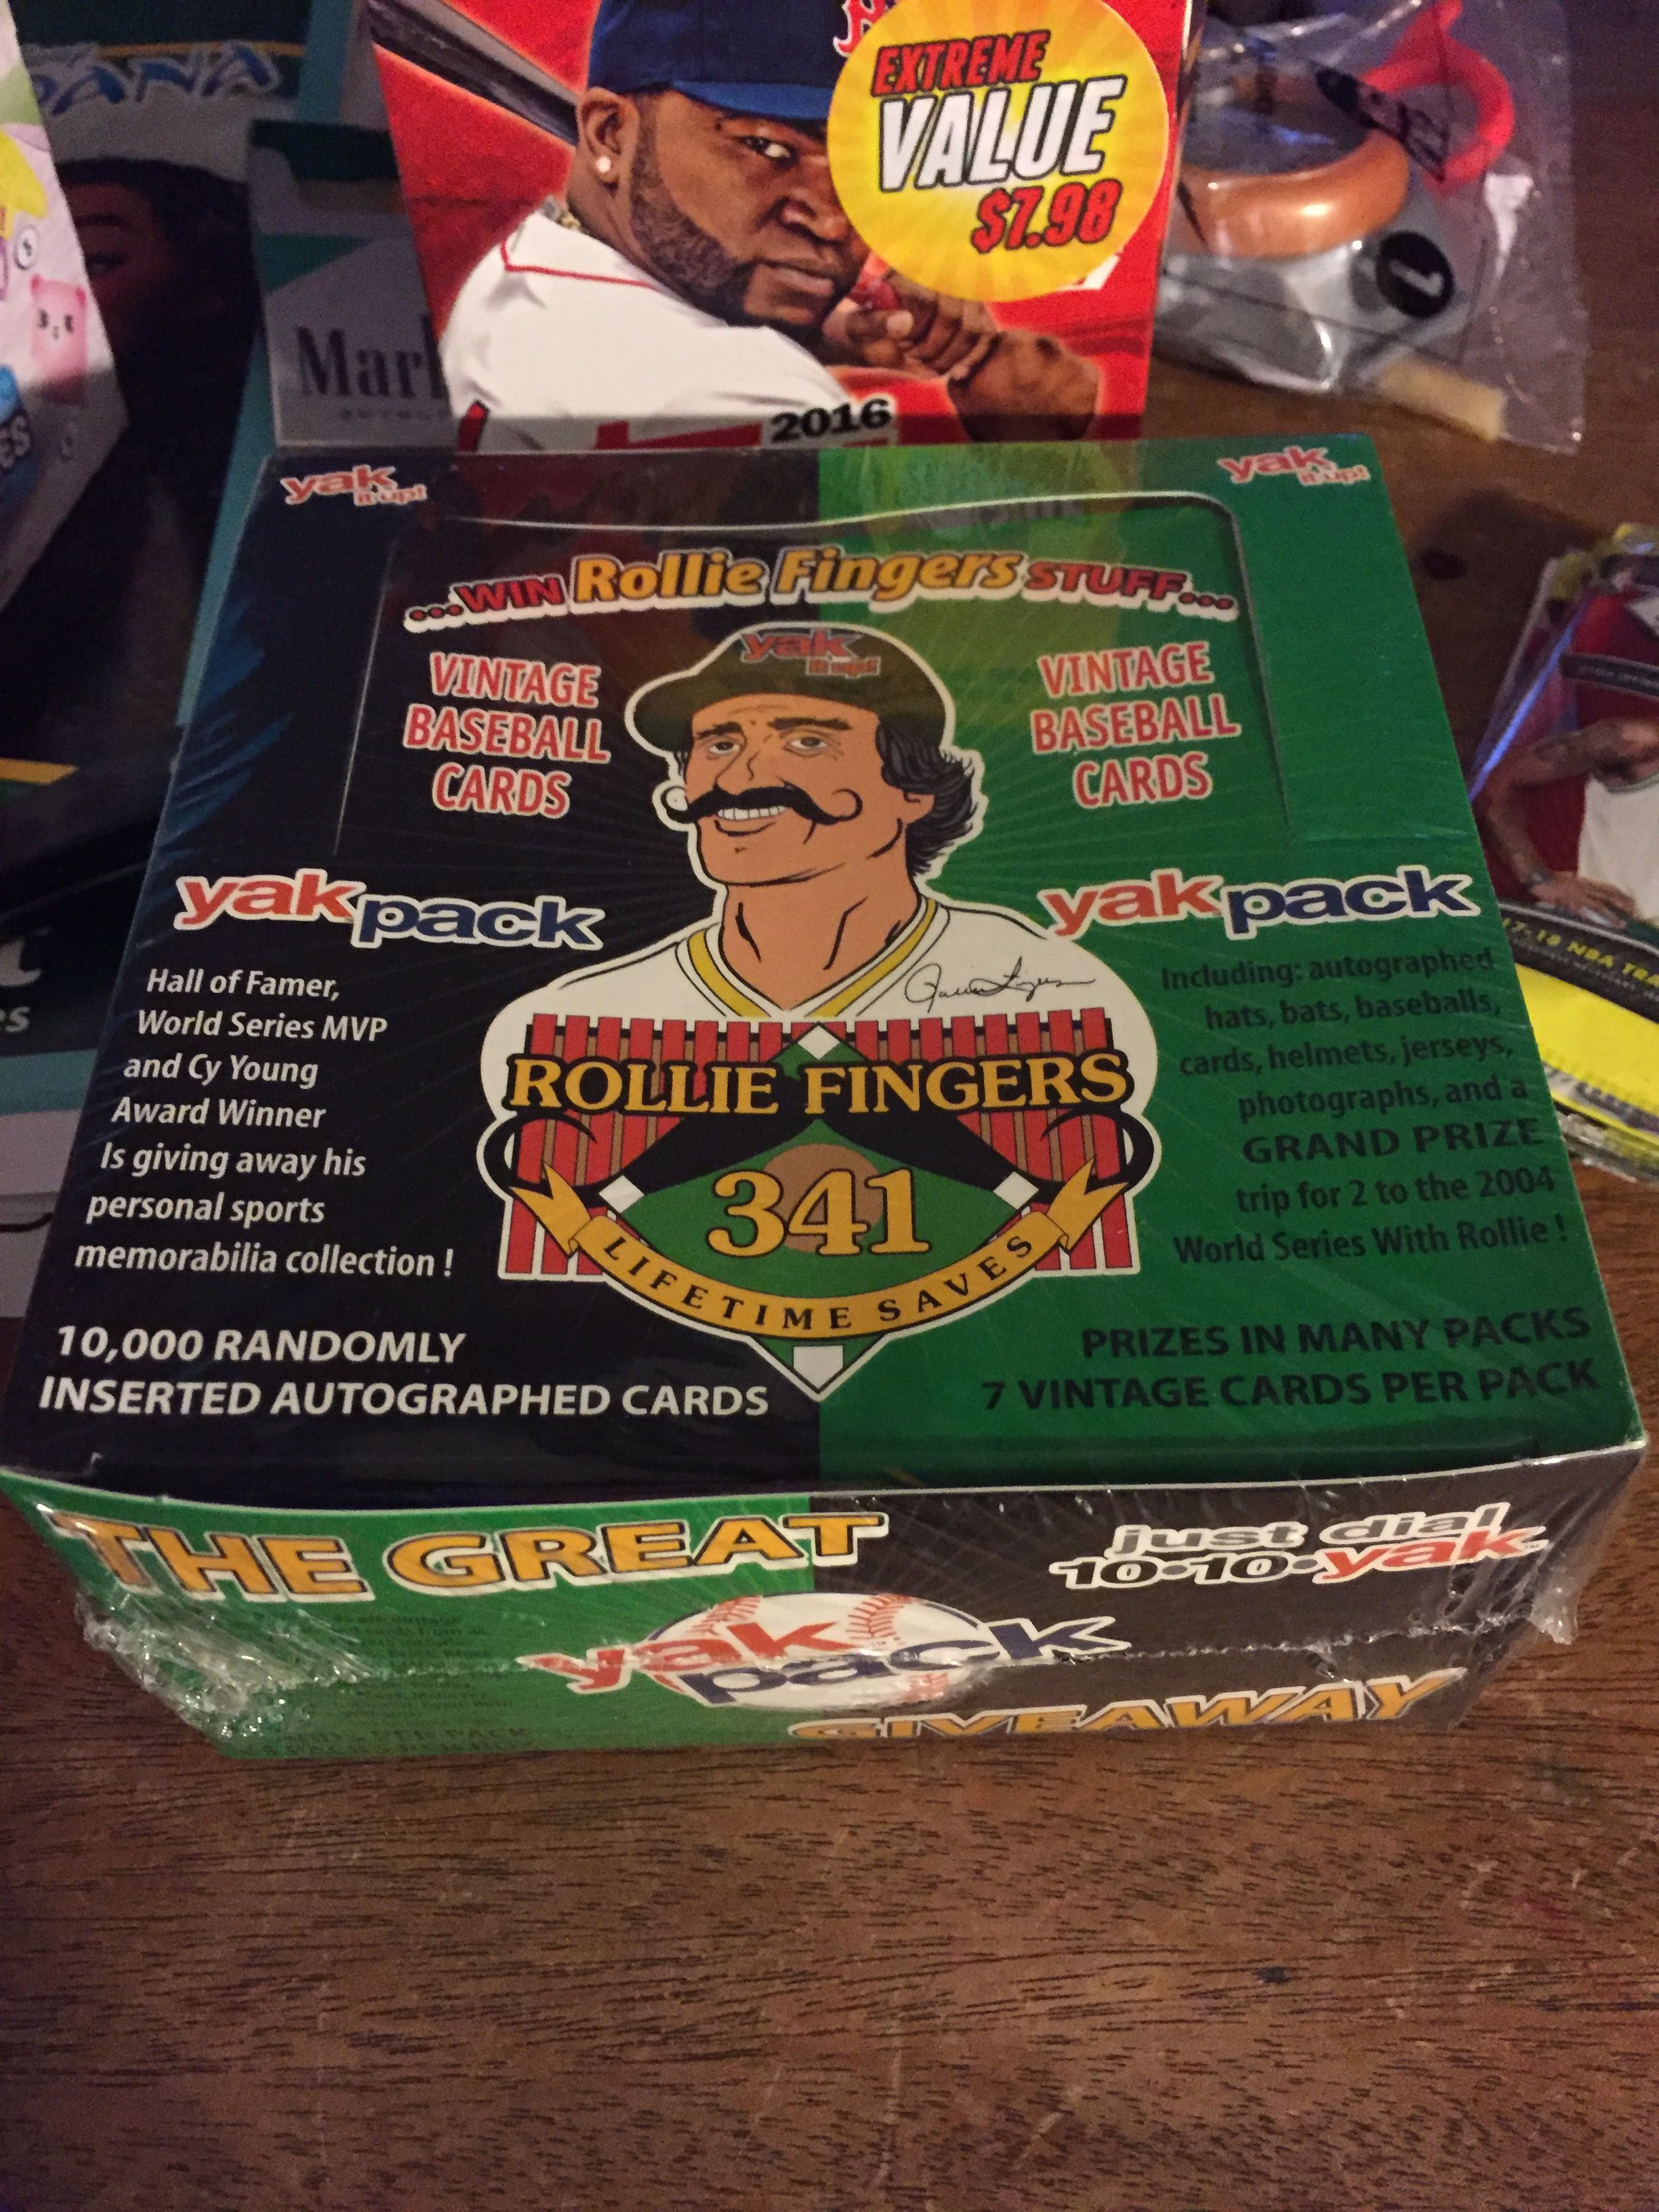 EXTREME
VALUE
$7.98
2016
yak
it up!
yak
it up!
...WIN Rollie Fingers STUFF...
yak
it up!
VINTAGE
BASEBALL
CARDS
VINTAGE
BASEBALL
CARDS
yakpack
yakpack
Hall of Famer,
World Series MVP
and Cy Young
Award Winner
Is giving away his
personal sports
memorabilia collection !
Including: autographed
hats, bats, baseballs,
cards, helmets, jerseys,
photographs, and a
GRAND PRIZE
trip for 2 to the 2004
World Series With Rollie !
ROLLIE FINGERS
341
LIFETIME SAVES
10,000 RANDOMLY
INSERTED AUTOGRAPHED CARDS
PRIZES IN MANY PACKS
7 VINTAGE CARDS PER PACK
THE GREAT
just dial
10•10•yak
yak
pack
GIVEAWAY